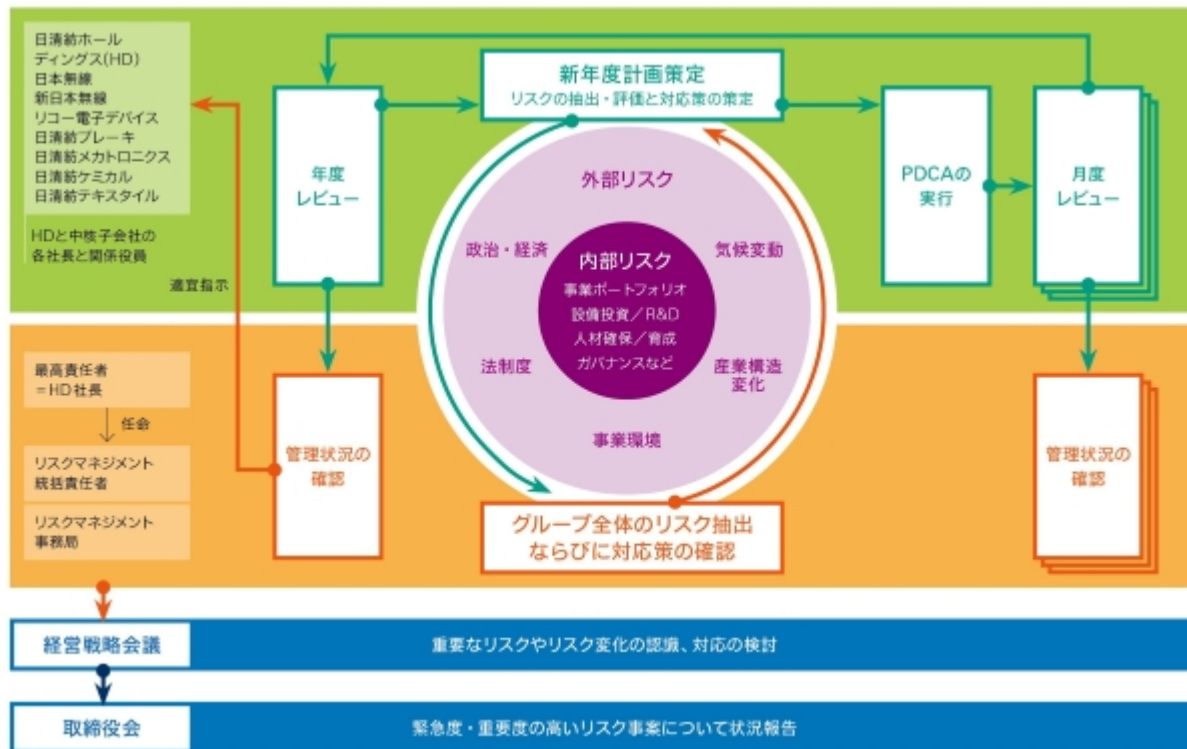 日清紡ホール
ディングス(HD)
日本無線
新日本無線
リコー電子デバイス
日清紡ブレーキ
日清紡メカトロニクス
日清紡ケミカル
日清紡テキスタイル
HDと中核子会社の
各社長と関係役員
適宜指示
年度
レビュー
新年度計画策定
リスクの抽出・評価と対応策の策定
PDCAの
実行
月度
レビュー
外部リスク
政治・経済
気候変動
内部リスク
事業ポートフォリオ
設備投資／R&D
人材確保／育成
ガバナンスなど
法制度
産業構造
変化
事業環境
最高責任者
＝HD社長
任命
リスクマネジメント
統括責任者
リスクマネジメント
事務局
管理状況の
確認
グループ全体のリスク抽出
ならびに対応策の確認
管理状況の
確認
経営戦略会議
重要なリスクやリスク変化の認識、対応の検討
取締役会
緊急度・重要度の高いリスク事案について状況報告